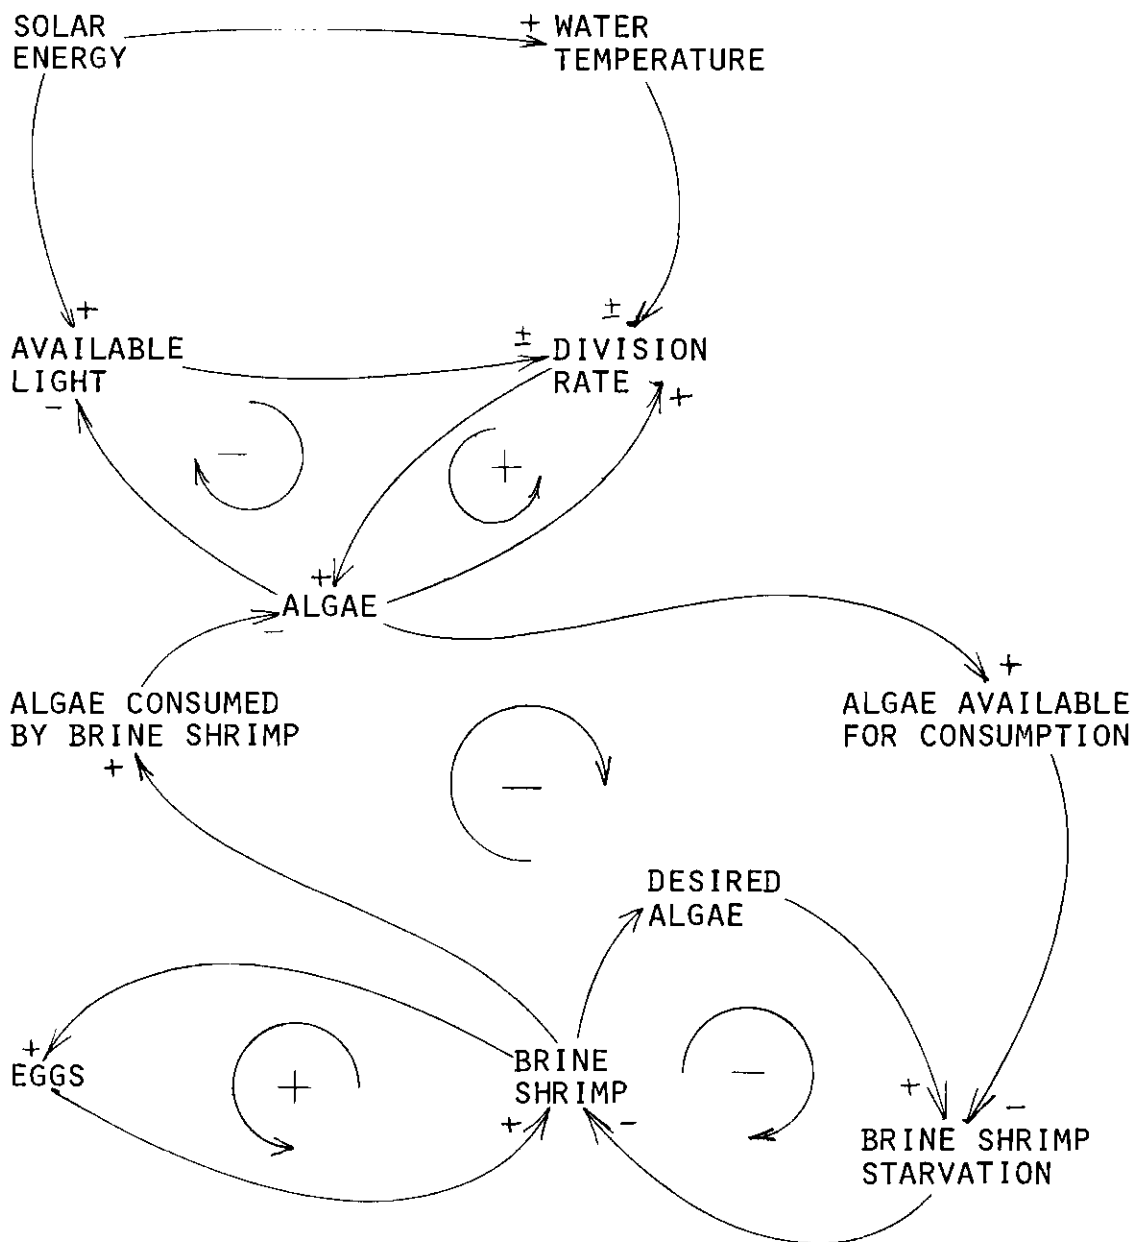 SOLAR
ENERGY
+ WATER
TEMPERATURE
+
AVAILABLE
LIGHT
-
±
±
DIVISION
RATE
+
-
+
+
ALGAE
-
ALGAE CONSUMED
BY BRINE SHRIMP
+
+
ALGAE AVAILABLE
FOR CONSUMPTION
-
DESIRED
ALGAE
+
EGGS
+
BRINE
SHRIMP
+
-
-
+
-
BRINE SHRIMP
STARVATION